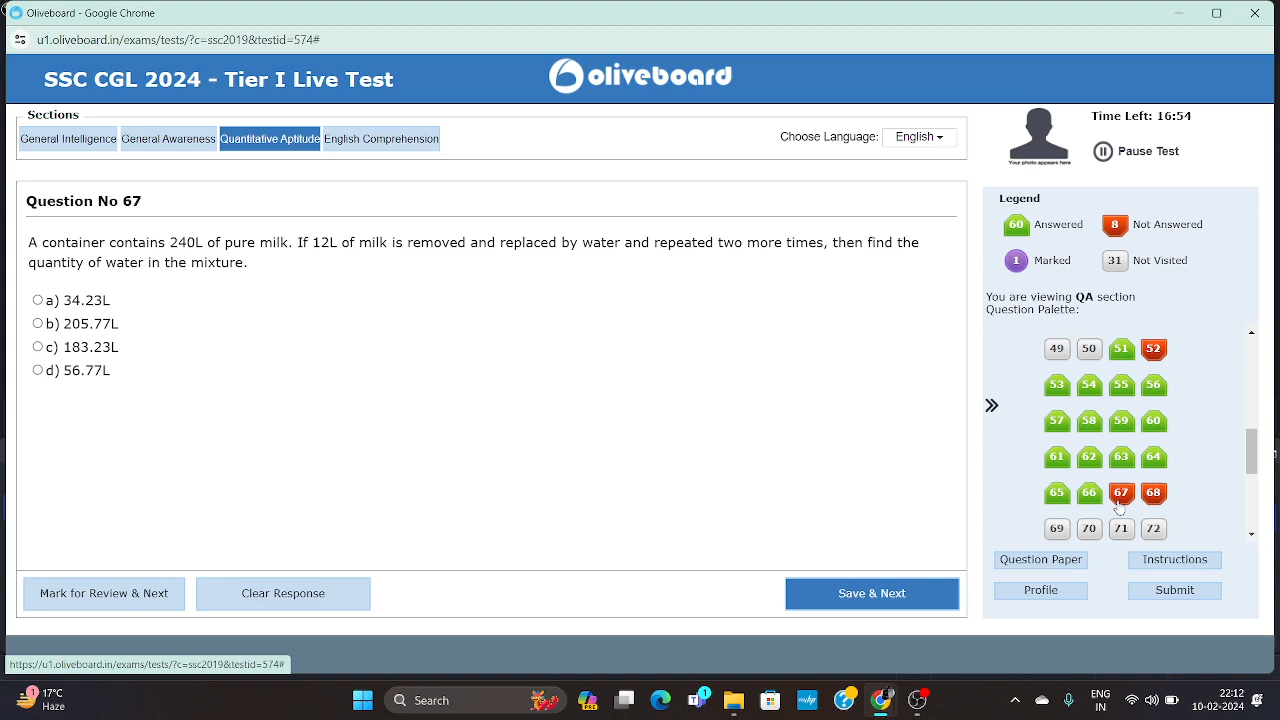 Oliveboard - Google Chrome
u1.oliveboard.in/exams/tests/?c=ssc2019&testid=574#
SSC CGL 2024 - Tier I Live Test
oliveboard
Sections
General Intelligence General Awareness Quantitative Aptitude English Comprehension
Choose Language: English
Your photo appears here
Time Left: 16:54
Pause Test
Question No 67
A container contains 240L of pure milk. If 12L of milk is removed and replaced by water and repeated two more times, then find the
quantity of water in the mixture.
a) 34.23L
b) 205.77L
c) 183.23L
d) 56.77L
Mark for Review & Next Clear Response Save & Next
Legend
60 Answered 8 Not Answered
1 Marked 31 Not Visited
You are viewing QA section
Question Palette:
49 50 51 52
53 54 55 56
57 58 59 60
61 62 63 64
65 66 67 68
69 70 71 72
Question Paper Instructions
Profile Submit
https://u1.oliveboard.in/exams/tests/?c=ssc2019&testid=574#
17°C
Haze
Search
1
ENG
IN
22:12
10-02-2024